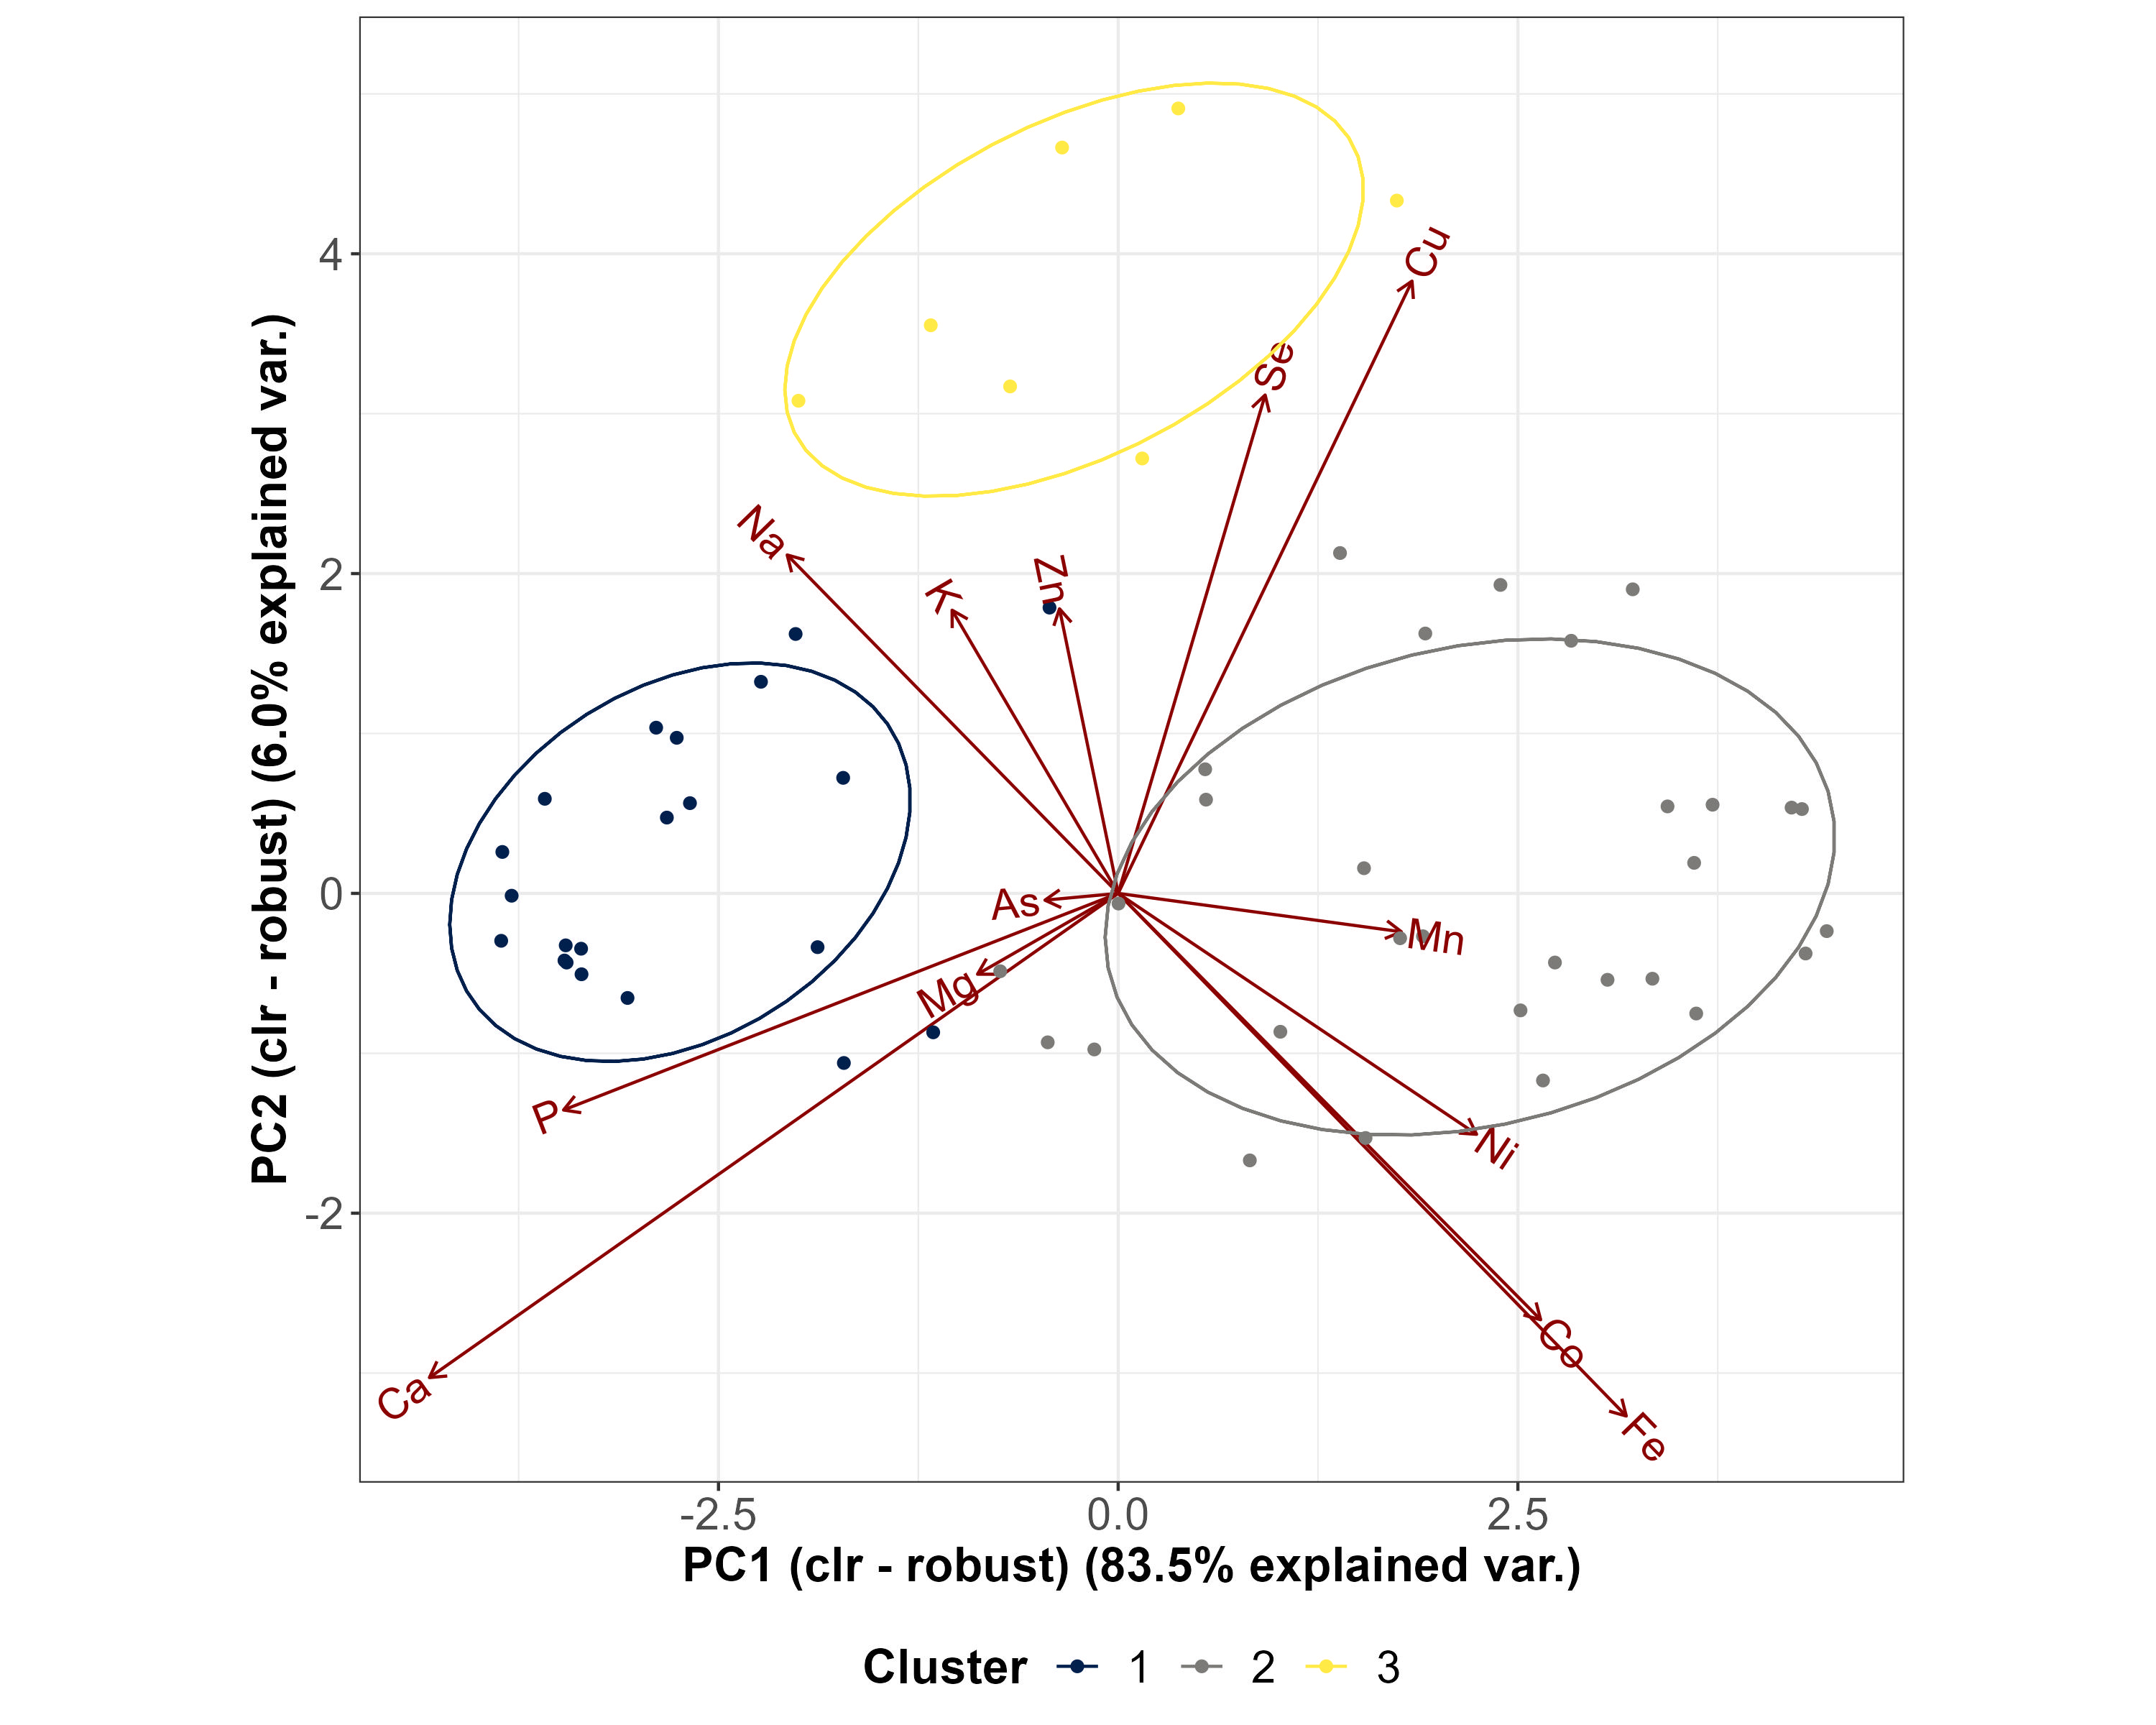 PC2 (clr - robust) (6.0% explained var.)
4
2
0
-2
Cu
Se
Na
K
Zn
As
Mn
Mg
P
Ni
Co
Ca
Fe
-2.5 0.0 2.5
PC1 (clr - robust) (83.5% explained var.)
Cluster 1 2 3